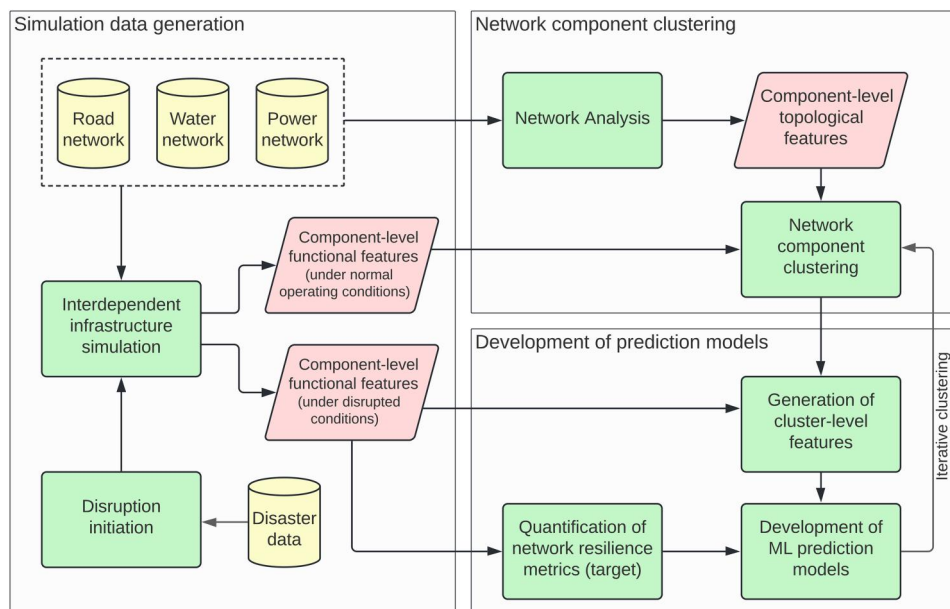 Simulation data generation
Road
network
Water
network
Power
network
Component-level
functional features
(under normal
operating conditions)
Interdependent
infrastructure
simulation
Component-level
functional features
(under disrupted
conditions)
Disruption
initiation
Disaster
data
Network component clustering
Network Analysis
Component-level
topological
features
Network
component
clustering
Development of prediction models
Generation of
cluster-level
features
Quantification of
network resilience
metrics (target)
Development of
ML prediction
models
Iterative clustering